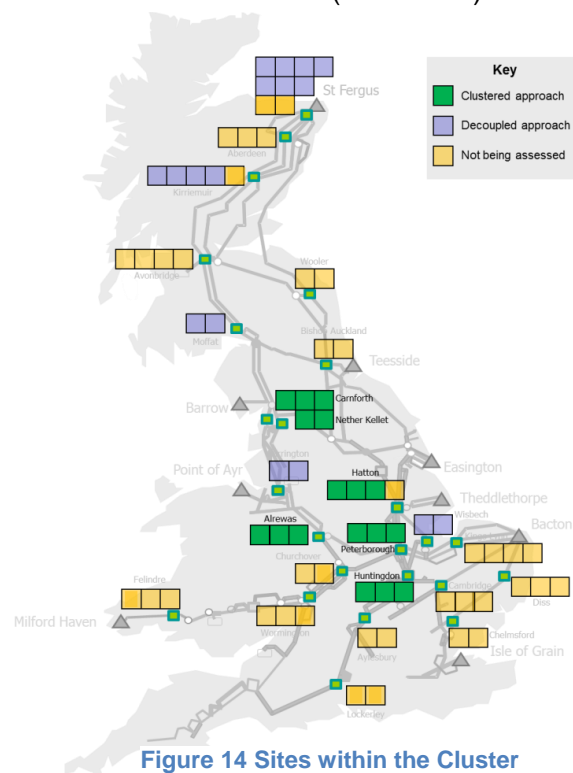 Key
St Fergus
Clustered approach
Decoupled approach
Not being assessed
Aberdeen
Kirriemuir
Wooler
Avonbridge
Bishop Auckland
Moffat
Teesside
Carnforth
Barrow
Nether Kellet
Warrington
Hatton
Easington
Point of Ayr
Theddlethorpe
Wisbech
Alrewas
Bacton
Peterborough
Churchover
Huntingdon
Felindre
Cambridge
Diss
Milford Haven
Wormington
Chelmsford
Aylesbury
Isle of Grain
Lockerley
Figure 14 Sites within the Cluster